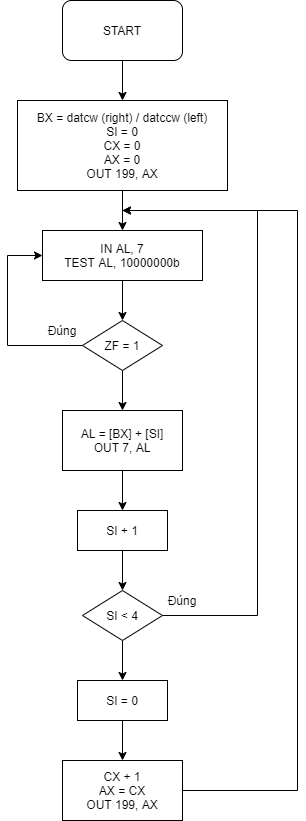 START
BX = datcw (right) / datccw (left)
SI = 0
CX = 0
AX = 0
OUT 199, AX
IN AL, 7
TEST AL, 10000000b
Đúng
ZF = 1
AL = [BX] + [SI]
OUT 7, AL
SI + 1
Đúng
SI < 4
SI = 0
CX + 1
AX = CX
OUT 199, AX